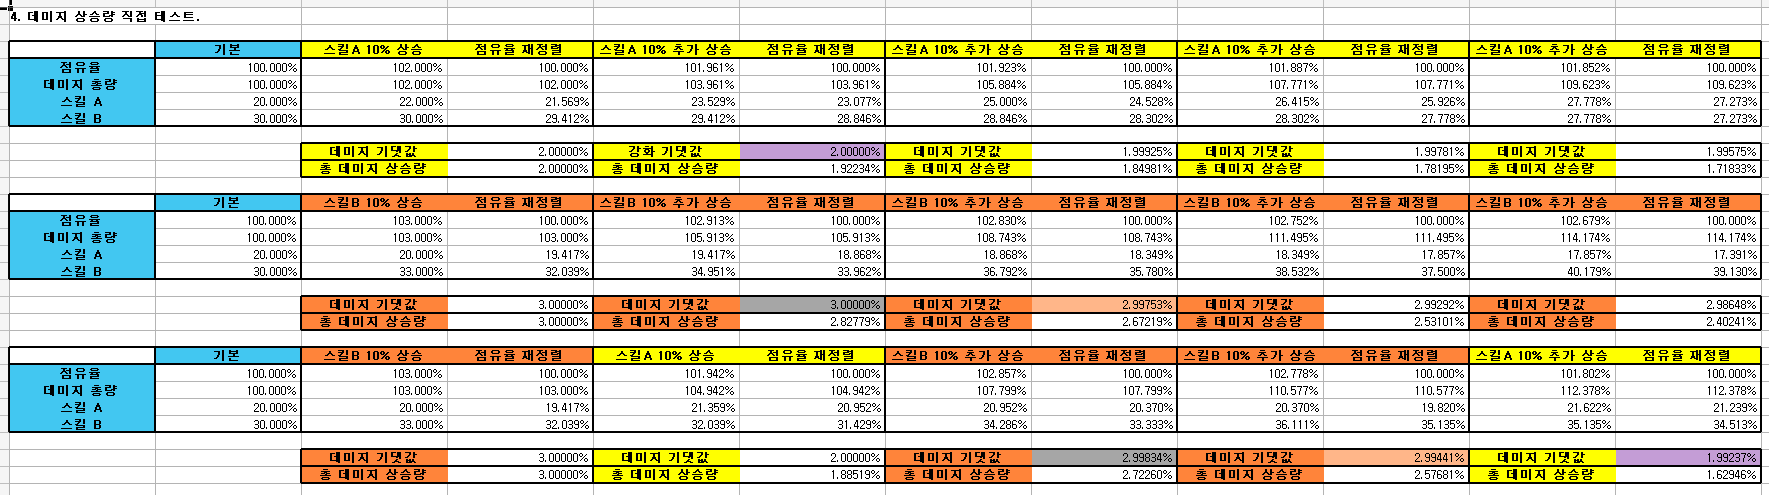 4. 데미지 상승량 직접 테스트.
기본 스킬A 10% 상승 점유율 재정렬 스킬A 10% 추가 상승 점유율 재정렬 스킬A 10% 추가 상승 점유율 재정렬 스킬A 10% 추가 상승 점유율 재정렬 스킬A 10% 추가 상승 점유율 재정렬
점유율 100.000% 102.000% 100.000% 101.961% 100.000% 101.923% 100.000% 101.887% 100.000% 101.852% 100.000%
데미지 총량 100.000% 102.000% 102.000% 103.961% 103.961% 105.884% 105.884% 107.771% 107.771% 109.623% 109.623%
스킬 A 20.000% 22.000% 21.569% 23.529% 23.077% 25.000% 24.528% 26.415% 25.926% 27.778% 27.273%
스킬 B 30.000% 30.000% 29.412% 29.412% 28.846% 28.846% 28.302% 28.302% 27.778% 27.778% 27.273%
데미지 기댓값 2.00000% 강화 기댓값 2.00000% 데미지 기댓값 1.99925% 데미지 기댓값 1.99781% 데미지 기댓값 1.99575%
총 데미지 상승량 2.00000% 총 데미지 상승량 1.92234% 총 데미지 상승량 1.84981% 총 데미지 상승량 1.78195% 총 데미지 상승량 1.71833%
기본 스킬B 10% 상승 점유율 재정렬 스킬B 10% 추가 상승 점유율 재정렬 스킬B 10% 추가 상승 점유율 재정렬 스킬B 10% 추가 상승 점유율 재정렬 스킬B 10% 추가 상승 점유율 재정렬
점유율 100.000% 103.000% 100.000% 102.913% 100.000% 102.830% 100.000% 102.752% 100.000% 102.679% 100.000%
데미지 총량 100.000% 103.000% 103.000% 105.913% 105.913% 108.743% 108.743% 111.495% 111.495% 114.174% 114.174%
스킬 A 20.000% 20.000% 19.417% 19.417% 18.868% 18.868% 18.349% 18.349% 17.857% 17.857% 17.391%
스킬 B 30.000% 33.000% 32.039% 34.951% 33.962% 36.792% 35.780% 38.532% 37.500% 40.179% 39.130%
데미지 기댓값 3.00000% 데미지 기댓값 3.00000% 데미지 기댓값 2.99753% 데미지 기댓값 2.99292% 데미지 기댓값 2.98648%
총 데미지 상승량 3.00000% 총 데미지 상승량 2.82779% 총 데미지 상승량 2.67219% 총 데미지 상승량 2.53101% 총 데미지 상승량 2.40241%
기본 스킬B 10% 상승 점유율 재정렬 스킬A 10% 상승 점유율 재정렬 스킬B 10% 추가 상승 점유율 재정렬 스킬B 10% 추가 상승 점유율 재정렬 스킬A 10% 추가 상승 점유율 재정렬
점유율 100.000% 103.000% 100.000% 101.942% 100.000% 102.857% 100.000% 102.778% 100.000% 101.802% 100.000%
데미지 총량 100.000% 103.000% 103.000% 104.942% 104.942% 107.799% 107.799% 110.577% 110.577% 112.378% 112.378%
스킬 A 20.000% 20.000% 19.417% 21.359% 20.952% 20.952% 20.370% 20.370% 19.820% 21.622% 21.239%
스킬 B 30.000% 33.000% 32.039% 32.039% 31.429% 34.286% 33.333% 36.111% 35.135% 35.135% 34.513%
데미지 기댓값 3.00000% 데미지 기댓값 2.00000% 데미지 기댓값 2.99834% 데미지 기댓값 2.99441% 데미지 기댓값 1.99237%
총 데미지 상승량 3.00000% 총 데미지 상승량 1.88519% 총 데미지 상승량 2.72260% 총 데미지 상승량 2.57681% 총 데미지 상승량 1.62946%